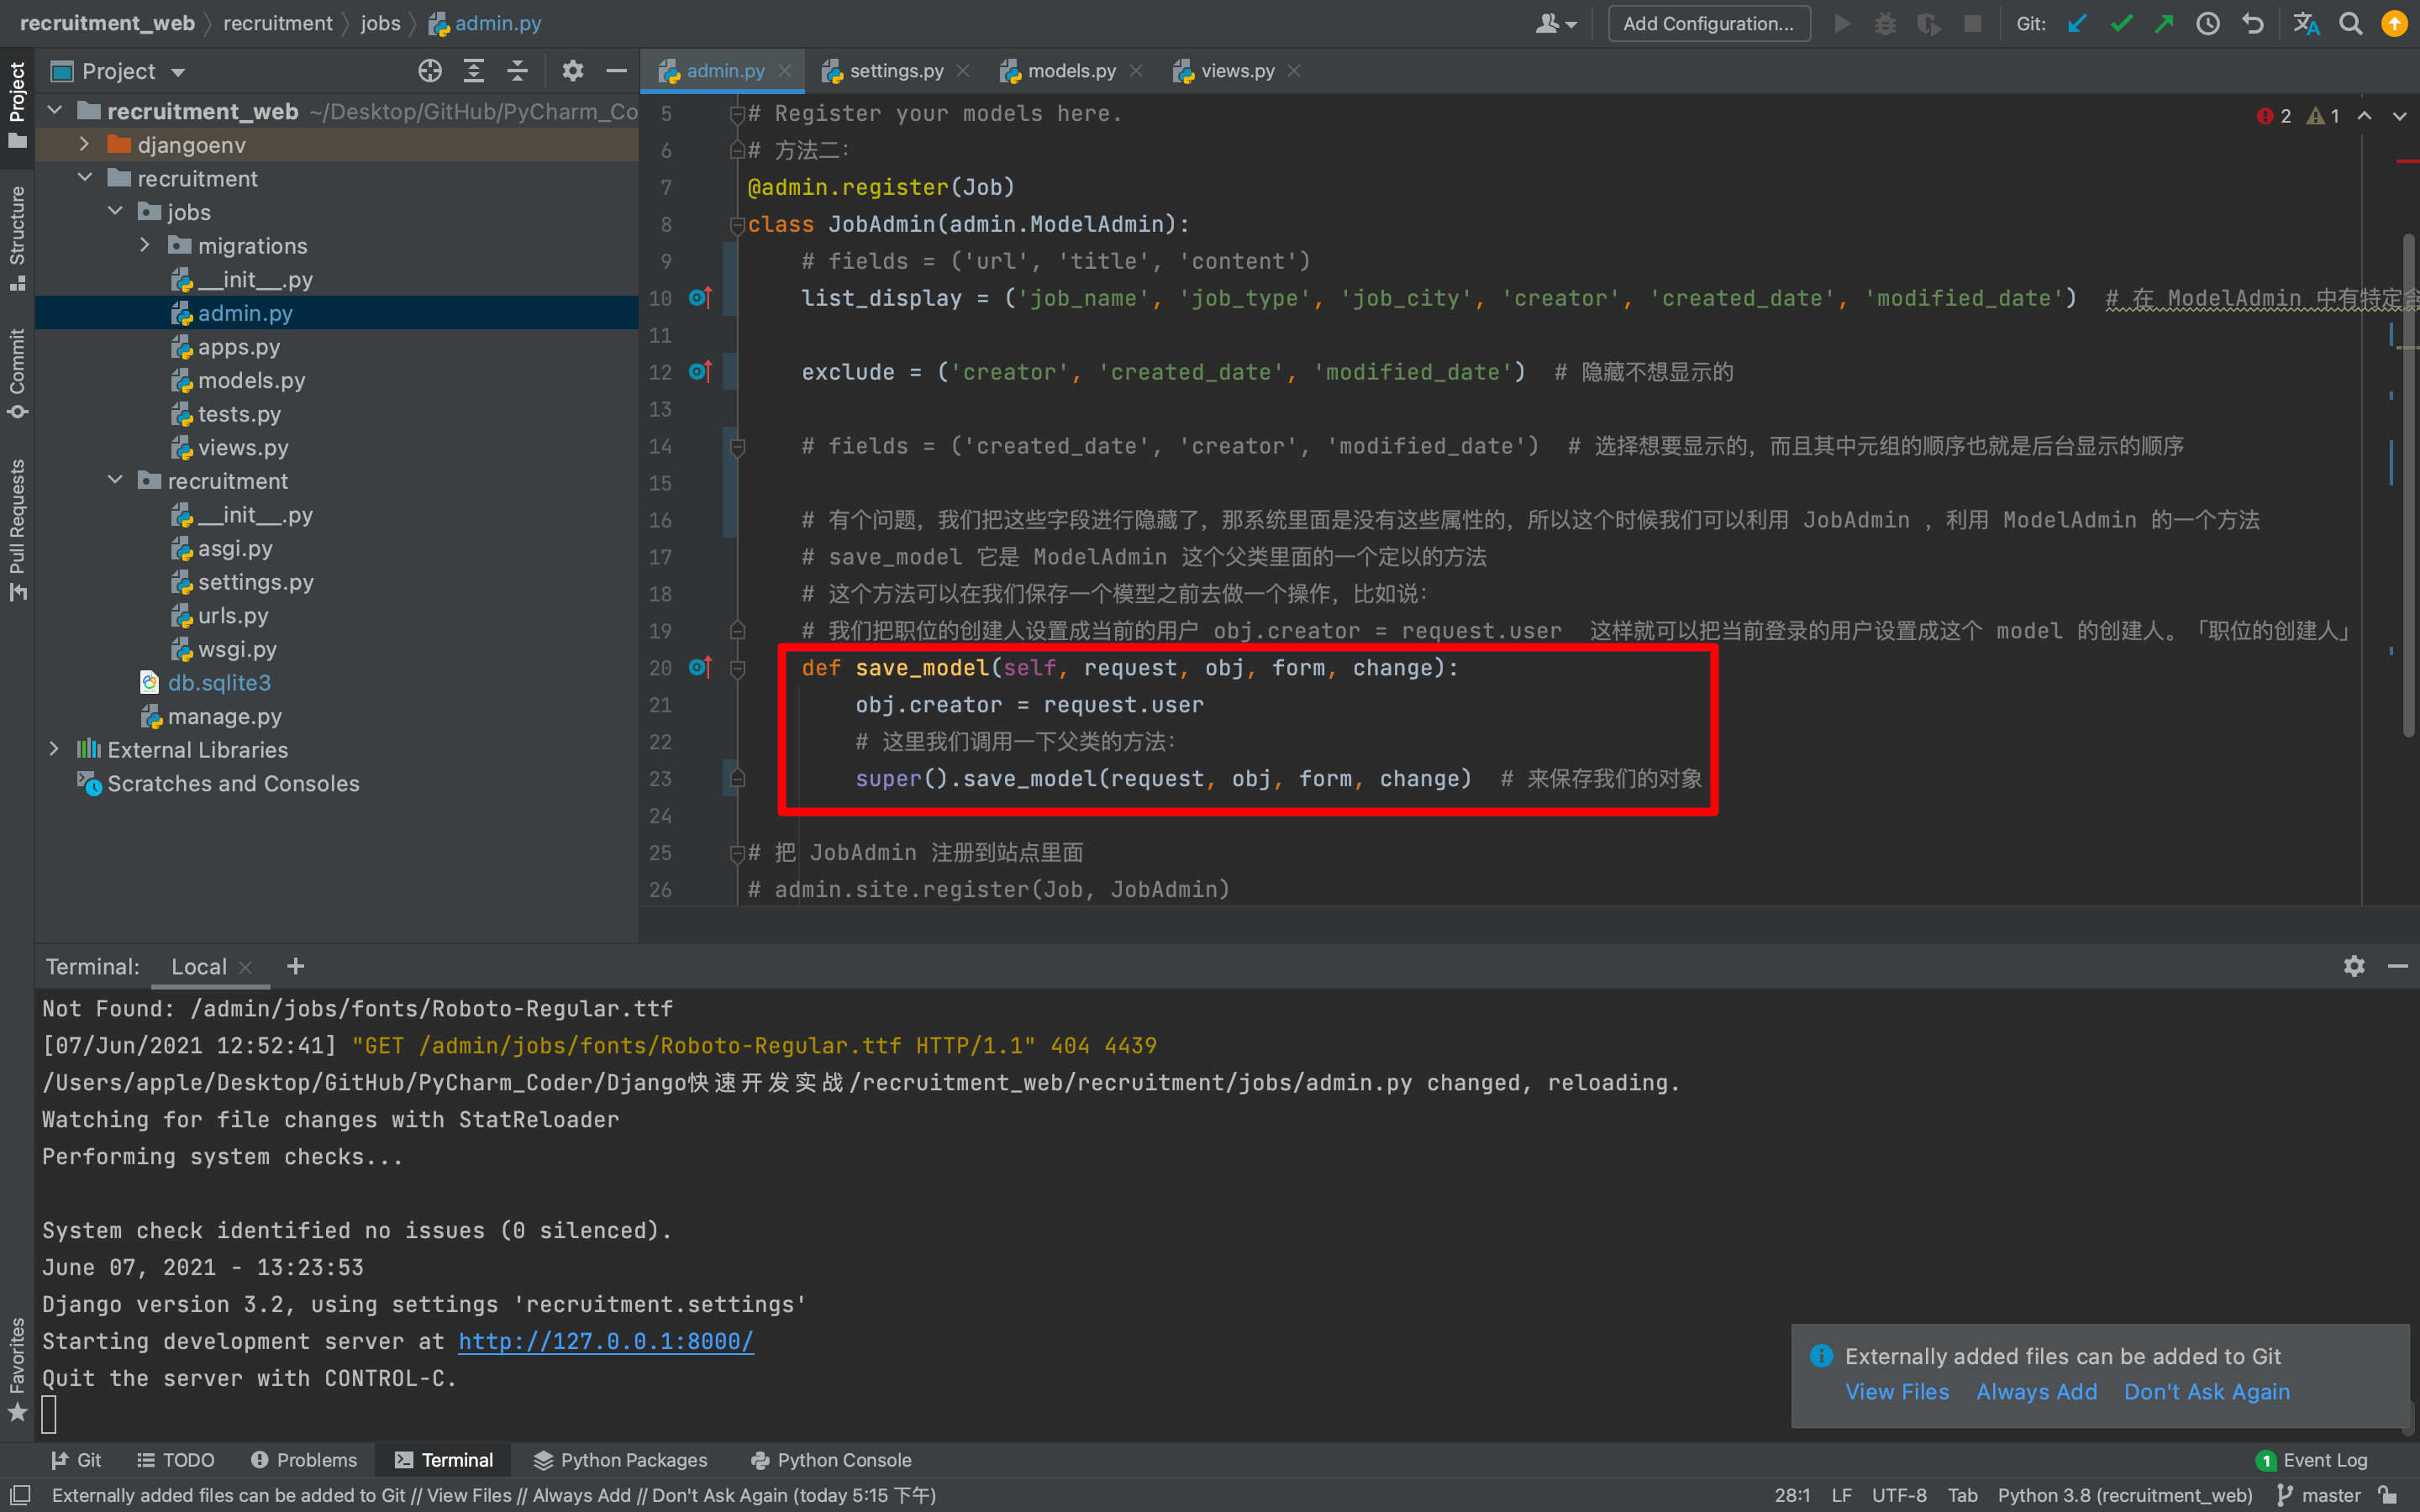 recruitment_web recruitment jobs admin.py
Add Configuration...
Git:
Project
admin.py settings.py models.py views.py
recruitment_web ~/Desktop/GitHub/PyCharm_Co
djangoenv
recruitment
jobs
migrations
__init__.py
admin.py
apps.py
models.py
tests.py
views.py
recruitment
__init__.py
asgi.py
settings.py
urls.py
wsgi.py
db.sqlite3
manage.py
External Libraries
Scratches and Consoles
Project
Structure
Commit
Pull Requests
Favorites
2 1
5 # Register your models here.
6 # 方法二:
7 @admin.register(Job)
8 class JobAdmin(admin.ModelAdmin):
9 # fields = ('url', 'title', 'content')
10 list_display = ('job_name', 'job_type', 'job_city', 'creator', 'created_date', 'modified_date') # 在 ModelAdmin 中有特定含
11
12 exclude = ('creator', 'created_date', 'modified_date') # 隐藏不想显示的
13
14 # fields = ('created_date', 'creator', 'modified_date') # 选择想要显示的，而且其中元组的顺序也就是后台显示的顺序
15
16 # 有个问题，我们把这些字段进行隐藏了，那系统里面是没有这些属性的，所以这个时候我们可以利用 JobAdmin ，利用 ModelAdmin 的一个方法
17 # save_model 它是 ModelAdmin 这个父类里面的一个定以的方法
18 # 这个方法可以在我们保存一个模型之前去做一个操作，比如说：
19 # 我们把职位的创建人设置成当前的用户 obj.creator = request.user 这样就可以把当前登录的用户设置成这个 model 的创建人。「职位的创建人」
20 def save_model(self, request, obj, form, change):
21 obj.creator = request.user
22 # 这里我们调用一下父类的方法：
23 super().save_model(request, obj, form, change) # 来保存我们的对象
24
25 # 把 JobAdmin 注册到站点里面
26 # admin.site.register(Job, JobAdmin)
Terminal: Local
Not Found: /admin/jobs/fonts/Roboto-Regular.ttf
[07/Jun/2021 12:52:41] "GET /admin/jobs/fonts/Roboto-Regular.ttf HTTP/1.1" 404 4439
/Users/apple/Desktop/GitHub/PyCharm_Coder/Django快速开发实战/recruitment_web/recruitment/jobs/admin.py changed, reloading.
Watching for file changes with StatReloader
Performing system checks...
System check identified no issues (0 silenced).
June 07, 2021 - 13:23:53
Django version 3.2, using settings 'recruitment.settings'
Starting development server at http://127.0.0.1:8000/
Quit the server with CONTROL-C.
Externally added files can be added to Git
View Files Always Add Don't Ask Again
Git TODO Problems Terminal Python Packages Python Console
1 Event Log
Externally added files can be added to Git // View Files // Always Add // Don't Ask Again (today 5:15 下午)
28:1 LF UTF-8 Tab Python 3.8 (recruitment_web) master